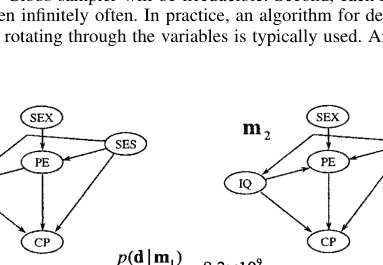 en infinitely often. In practice, an algorithm for de
rotating through the variables is typically used. A
SEX
SES
PE
CP
m₂
SEX
PE
IQ
CP
p(d|m₁)